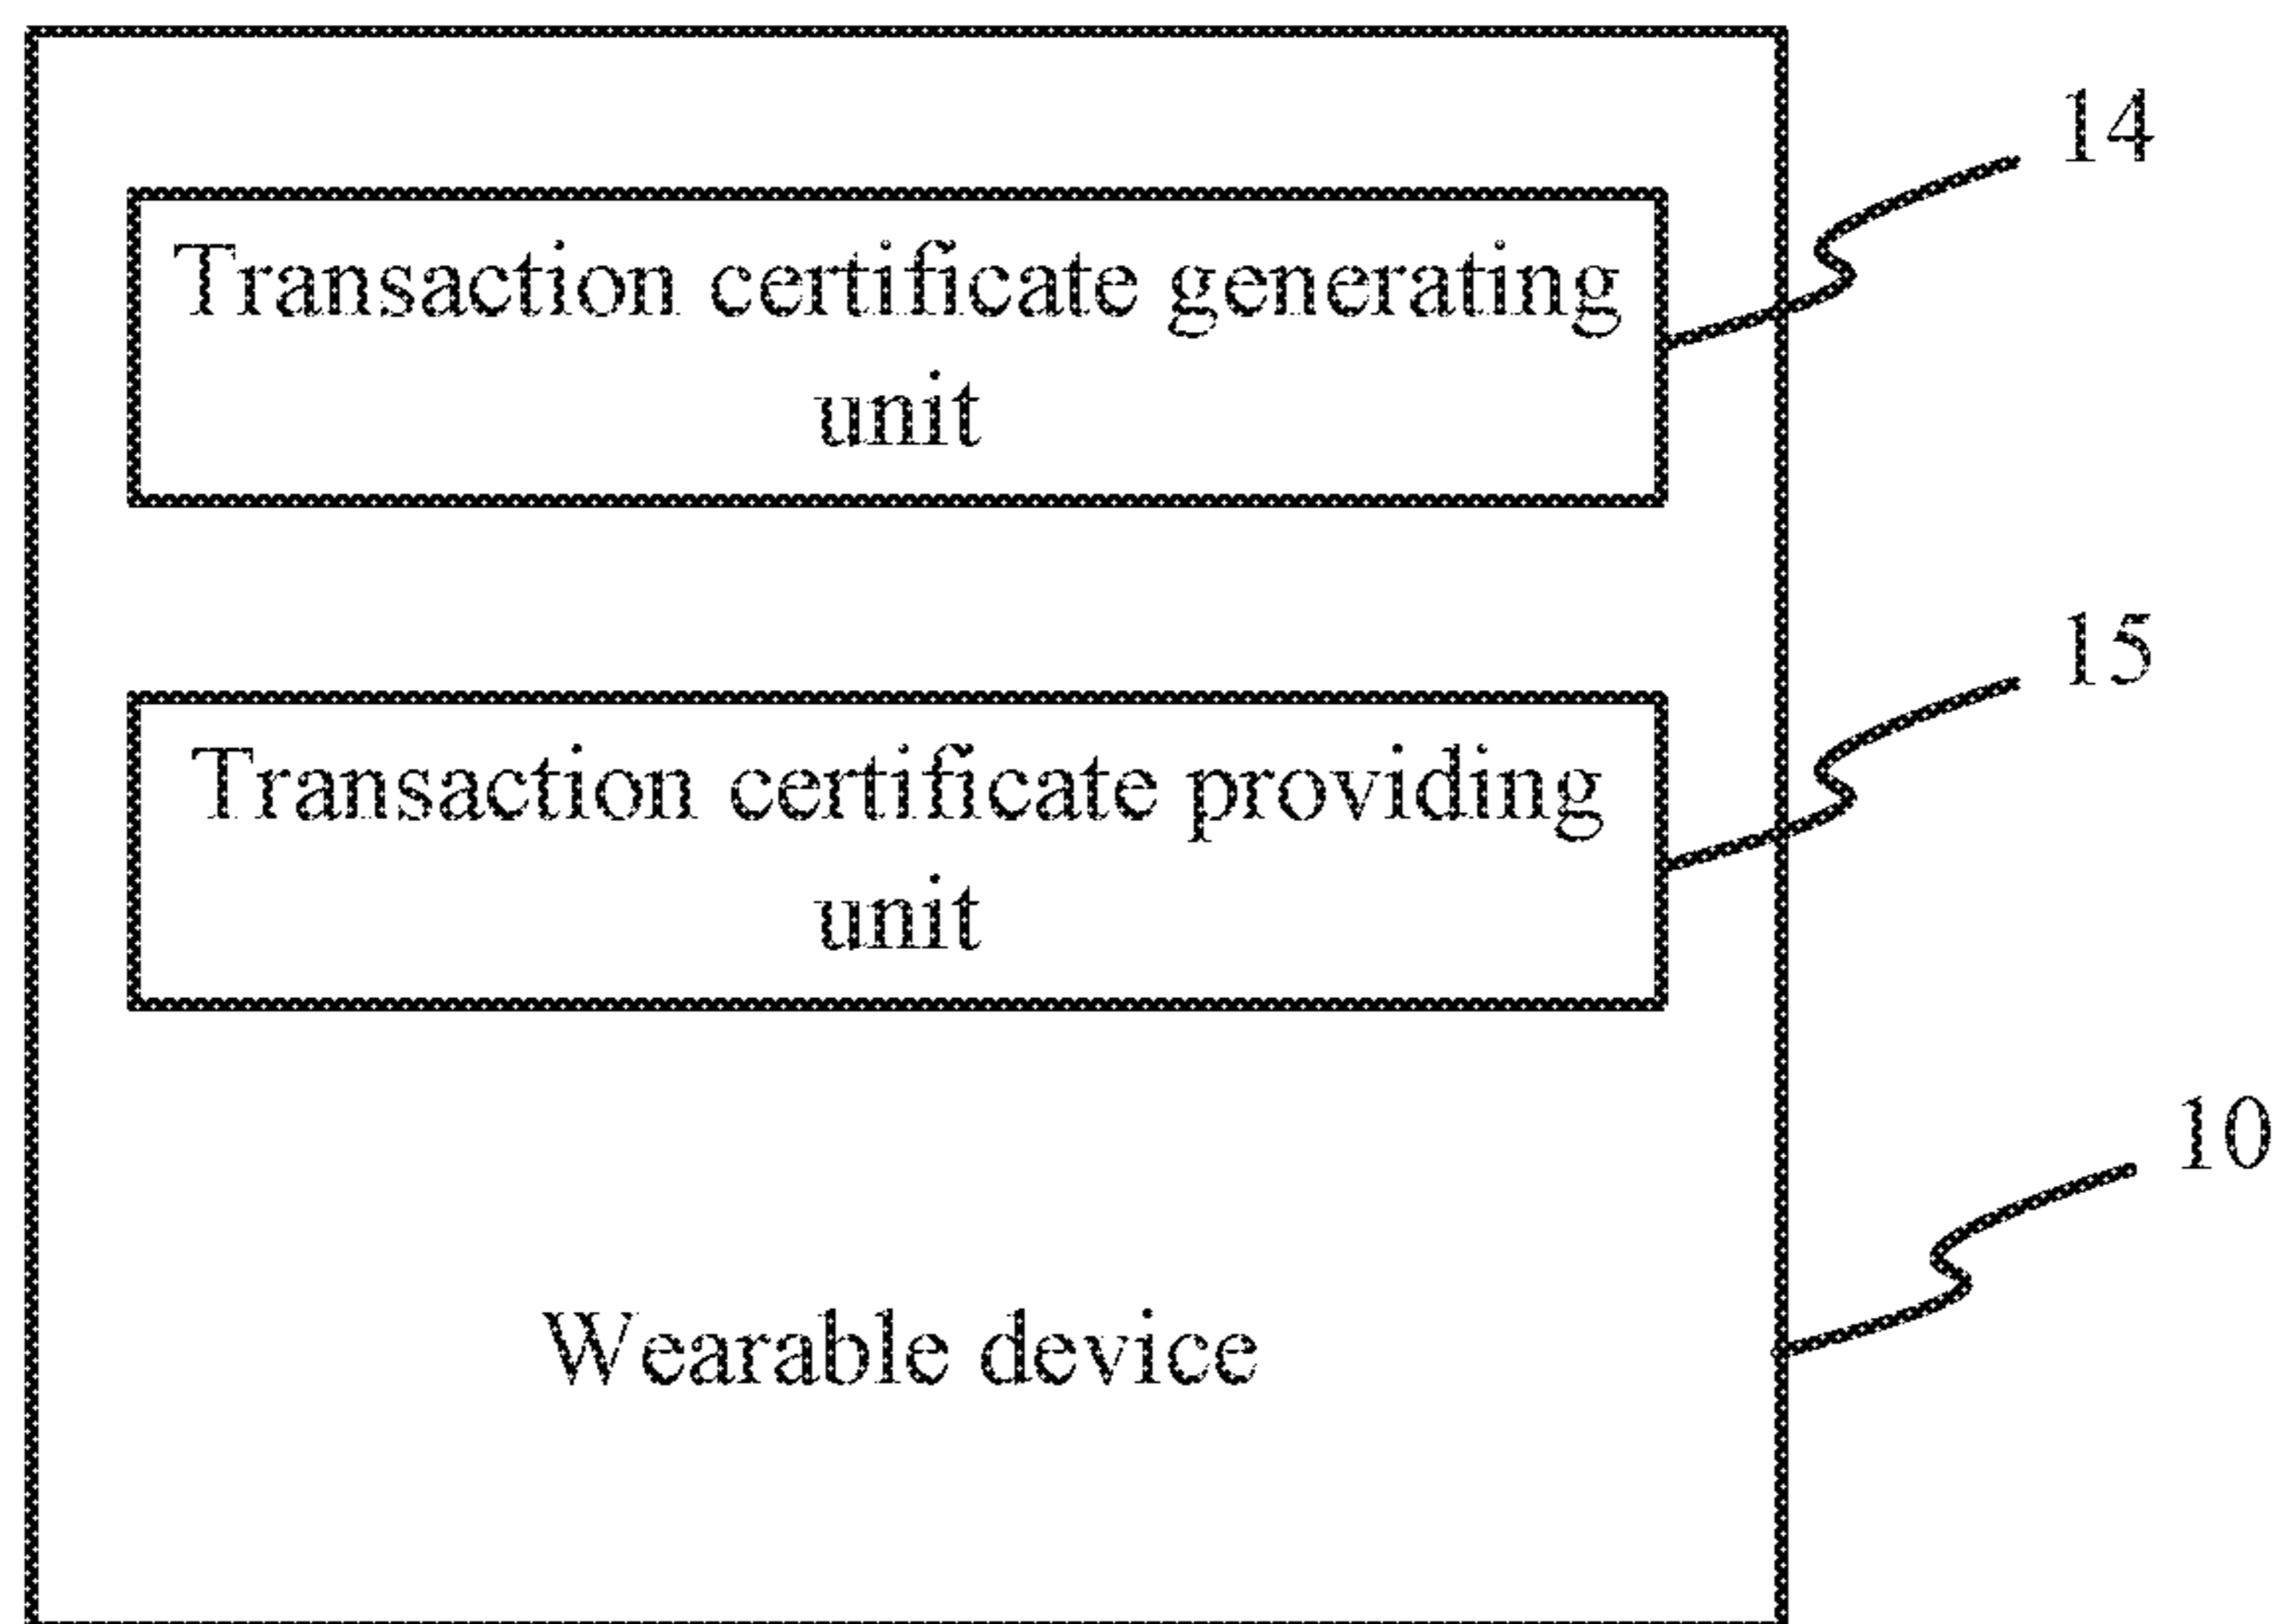 14
Transaction certificate generating
unit
15
Transaction certificate providing
unit
10
Wearable device